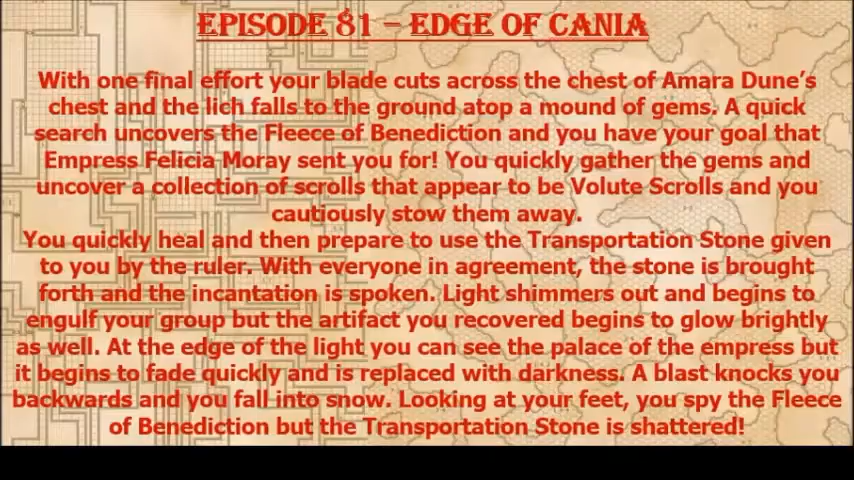 EPISODE 81 – EDGE OF CANIA
With one final effort your blade cuts across the chest of Amara Dune's
chest and the lich falls to the ground atop a mound of gems. A quick
search uncovers the Fleece of Benediction and you have your goal that
Empress Felicia Moray sent you for! You quickly gather the gems and
uncover a collection of scrolls that appear to be Volute Scrolls and you
cautiously stow them away.
You quickly heal and then prepare to use the Transportation Stone given
to you by the ruler. With everyone in agreement, the stone is brought
forth and the incantation is spoken. Light shimmers out and begins to
engulf your group but the artifact you recovered begins to glow brightly
as well. At the edge of the light you can see the palace of the empress but
it begins to fade quickly and is replaced with darkness. A blast knocks you
backwards and you fall into snow. Looking at your feet, you spy the Fleece
of Benediction but the Transportation Stone is shattered!